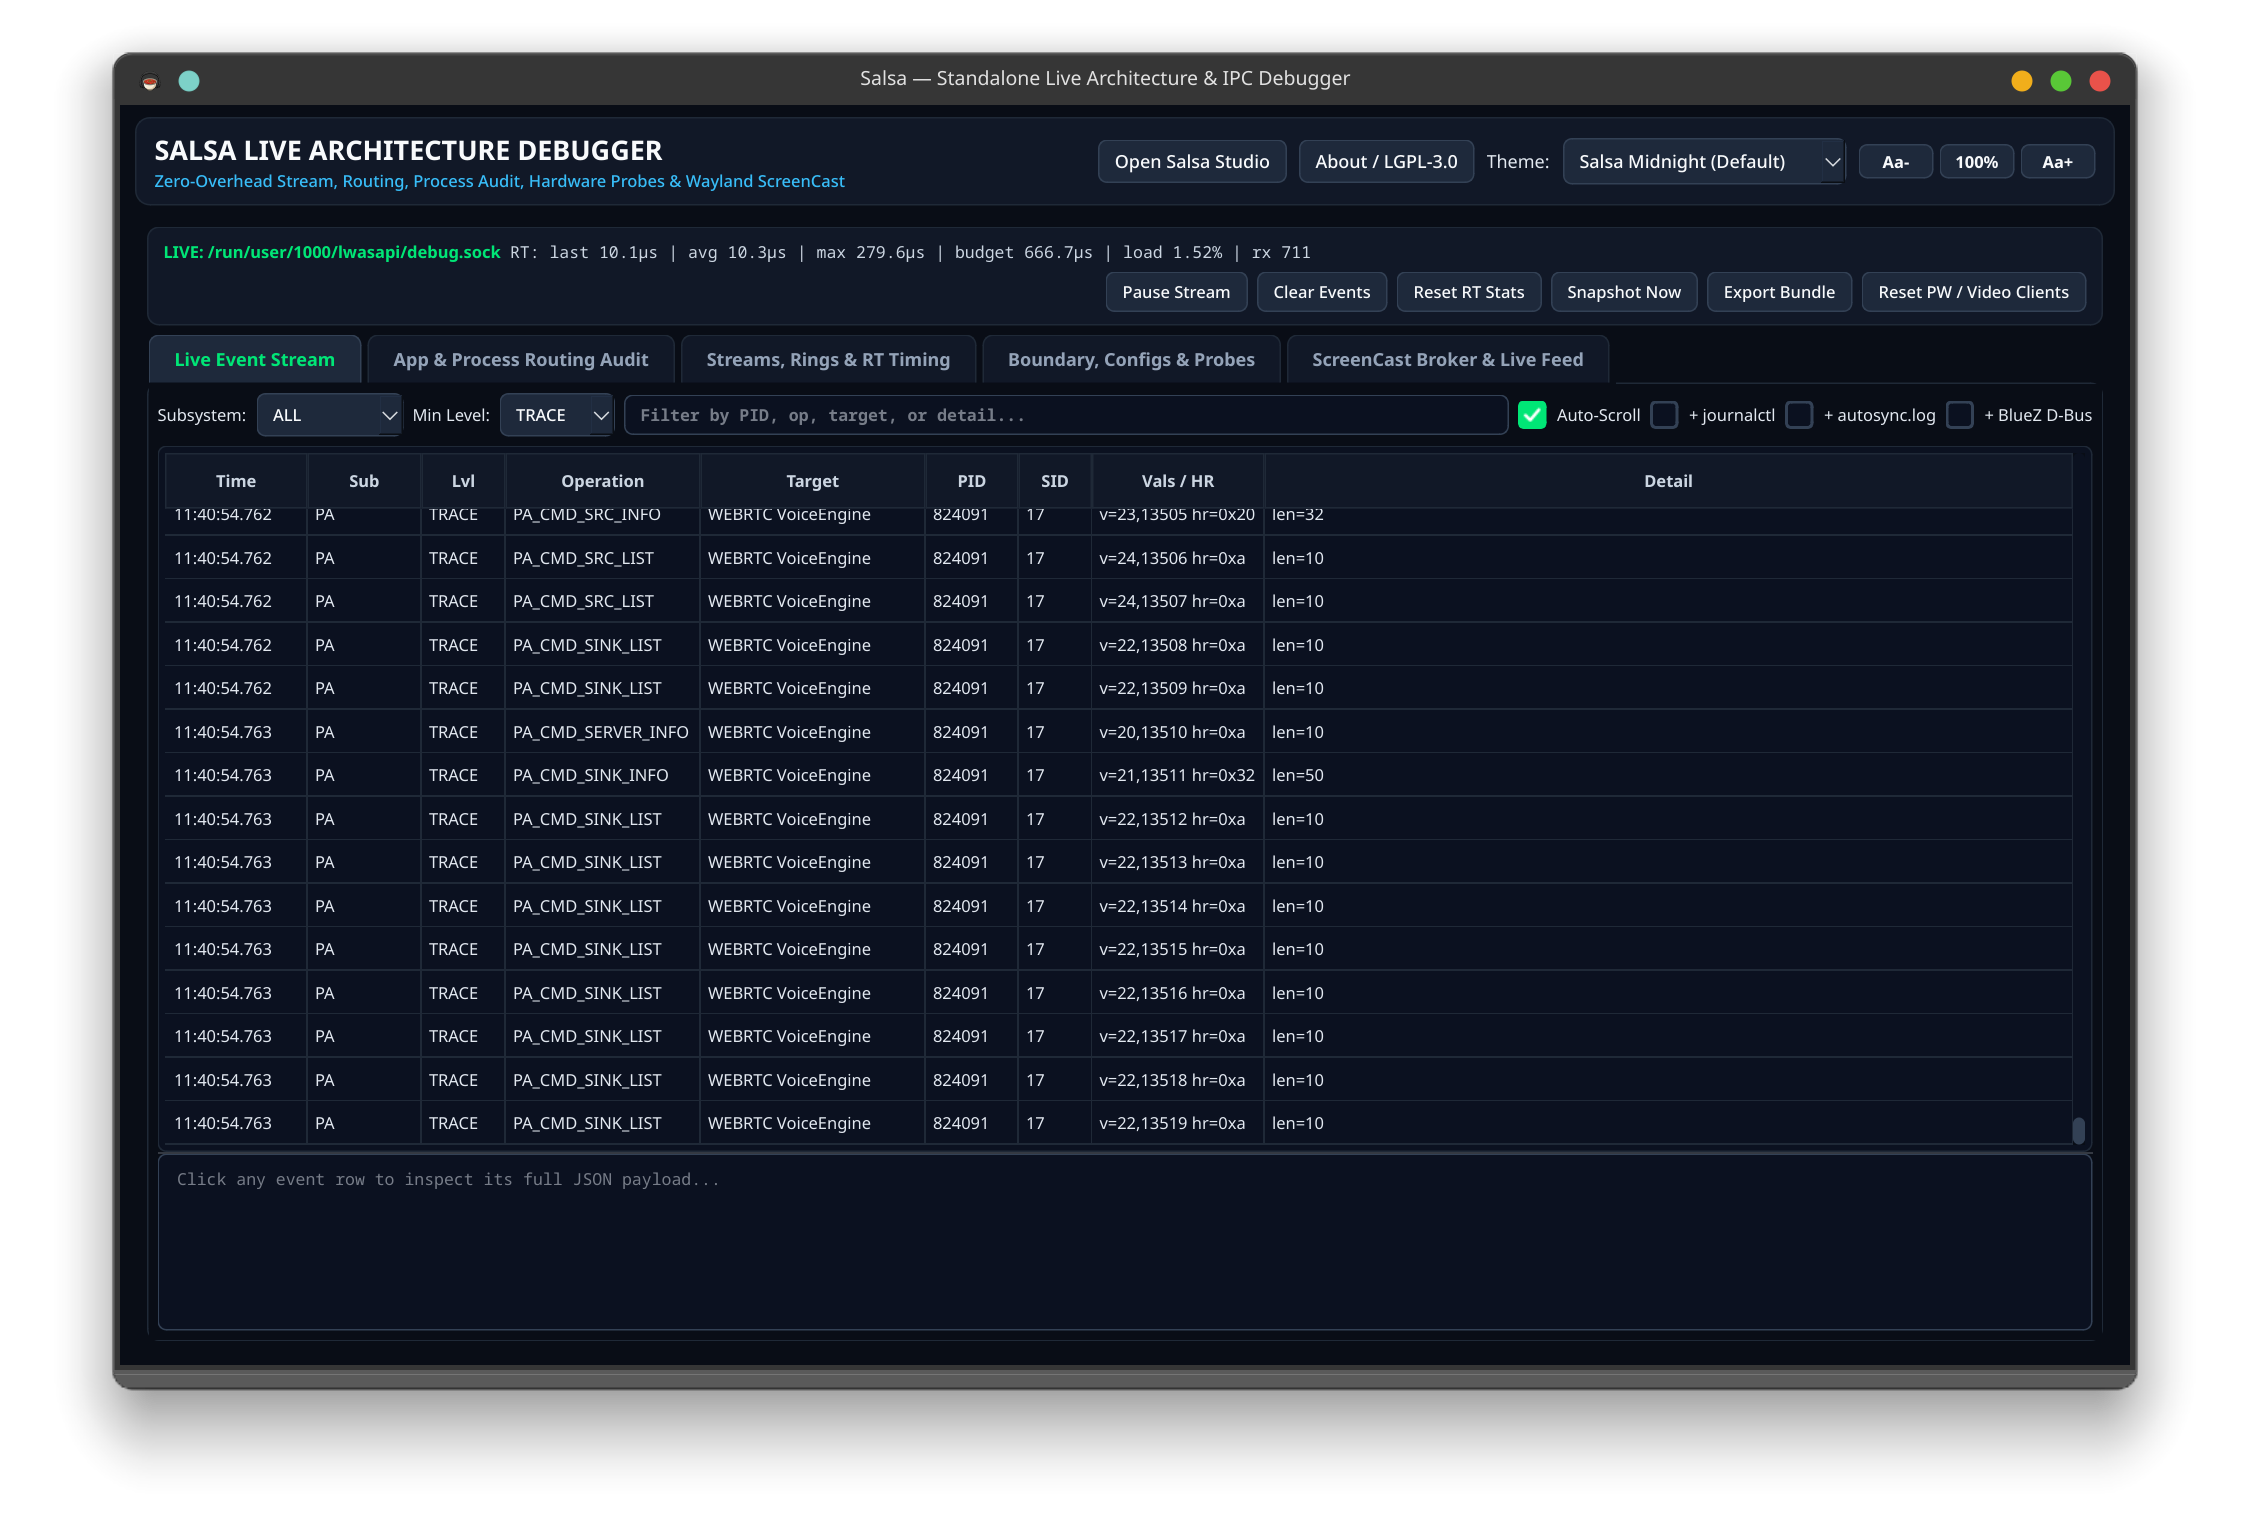 Salsa — Standalone Live Architecture & IPC Debugger
SALSA LIVE ARCHITECTURE DEBUGGER
Zero-Overhead Stream, Routing, Process Audit, Hardware Probes & Wayland ScreenCast
Open Salsa Studio About / LGPL-3.0 Theme: Salsa Midnight (Default) Aa- 100% Aa+
LIVE: /run/user/1000/lwasapi/debug.sock RT: last 10.1µs | avg 10.3µs | max 279.6µs | budget 666.7µs | load 1.52% | rx 711
Pause Stream Clear Events Reset RT Stats Snapshot Now Export Bundle Reset PW / Video Clients
Live Event Stream App & Process Routing Audit Streams, Rings & RT Timing Boundary, Configs & Probes ScreenCast Broker & Live Feed
Subsystem: ALL Min Level: TRACE Filter by PID, op, target, or detail... Auto-Scroll + journalctl + autosync.log + BlueZ D-Bus
Time Sub Lvl Operation Target PID SID Vals / HR Detail
11:40:54.762 PA TRACE PA_CMD_SRC_INFO WEBRTC VoiceEngine 824091 17 v=23,13505 hr=0x20 len=32
11:40:54.762 PA TRACE PA_CMD_SRC_LIST WEBRTC VoiceEngine 824091 17 v=24,13506 hr=0xa len=10
11:40:54.762 PA TRACE PA_CMD_SRC_LIST WEBRTC VoiceEngine 824091 17 v=24,13507 hr=0xa len=10
11:40:54.762 PA TRACE PA_CMD_SINK_LIST WEBRTC VoiceEngine 824091 17 v=22,13508 hr=0xa len=10
11:40:54.762 PA TRACE PA_CMD_SINK_LIST WEBRTC VoiceEngine 824091 17 v=22,13509 hr=0xa len=10
11:40:54.763 PA TRACE PA_CMD_SERVER_INFO WEBRTC VoiceEngine 824091 17 v=20,13510 hr=0xa len=10
11:40:54.763 PA TRACE PA_CMD_SINK_INFO WEBRTC VoiceEngine 824091 17 v=21,13511 hr=0x32 len=50
11:40:54.763 PA TRACE PA_CMD_SINK_LIST WEBRTC VoiceEngine 824091 17 v=22,13512 hr=0xa len=10
11:40:54.763 PA TRACE PA_CMD_SINK_LIST WEBRTC VoiceEngine 824091 17 v=22,13513 hr=0xa len=10
11:40:54.763 PA TRACE PA_CMD_SINK_LIST WEBRTC VoiceEngine 824091 17 v=22,13514 hr=0xa len=10
11:40:54.763 PA TRACE PA_CMD_SINK_LIST WEBRTC VoiceEngine 824091 17 v=22,13515 hr=0xa len=10
11:40:54.763 PA TRACE PA_CMD_SINK_LIST WEBRTC VoiceEngine 824091 17 v=22,13516 hr=0xa len=10
11:40:54.763 PA TRACE PA_CMD_SINK_LIST WEBRTC VoiceEngine 824091 17 v=22,13517 hr=0xa len=10
11:40:54.763 PA TRACE PA_CMD_SINK_LIST WEBRTC VoiceEngine 824091 17 v=22,13518 hr=0xa len=10
11:40:54.763 PA TRACE PA_CMD_SINK_LIST WEBRTC VoiceEngine 824091 17 v=22,13519 hr=0xa len=10
Click any event row to inspect its full JSON payload...